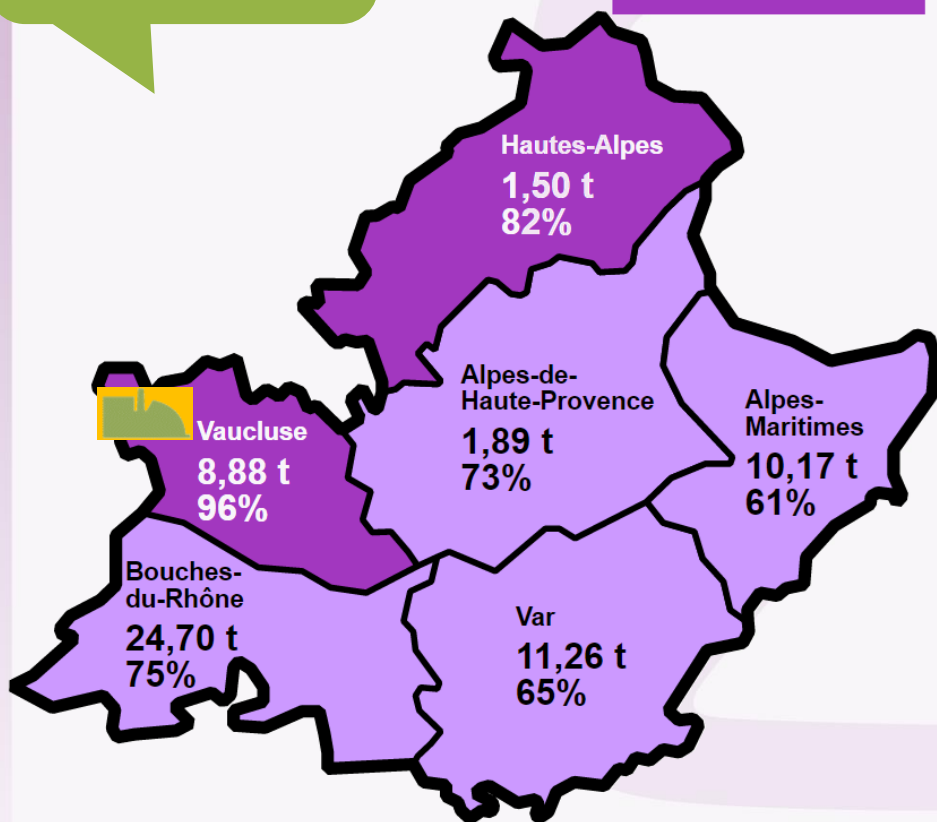 Hautes-Alpes
1,50 t
82%
Alpes-de-
Haute-Provence
1,89 t
73%
Alpes-
Maritimes
10,17 t
61%
Vaucluse
8,88 t
96%
Bouches-
du-Rhône
24,70 t
75%
Var
11,26 t
65%